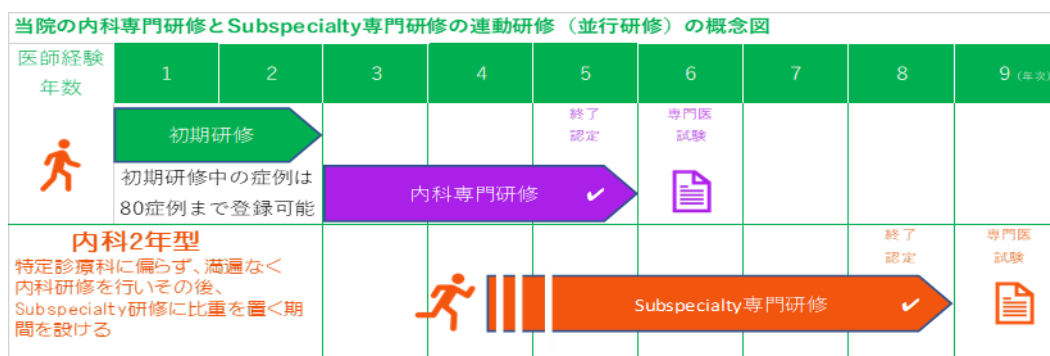 当院の内科専門研修とSubspecialty専門研修の連動研修（並行研修）の概念図
医師経験
年数
1
2
3
4
5
6
7
8
9（年次）
初期研修
終了
認定
専門医
試験
初期研修中の症例は
80症例まで登録可能
内科専門研修
内科2年型
特定診療科に偏らず、満遍なく
内科研修を行いその後、
Subspecialty研修に比重を置く期
間を設ける
終了
認定
専門医
試験
Subspecialty専門研修